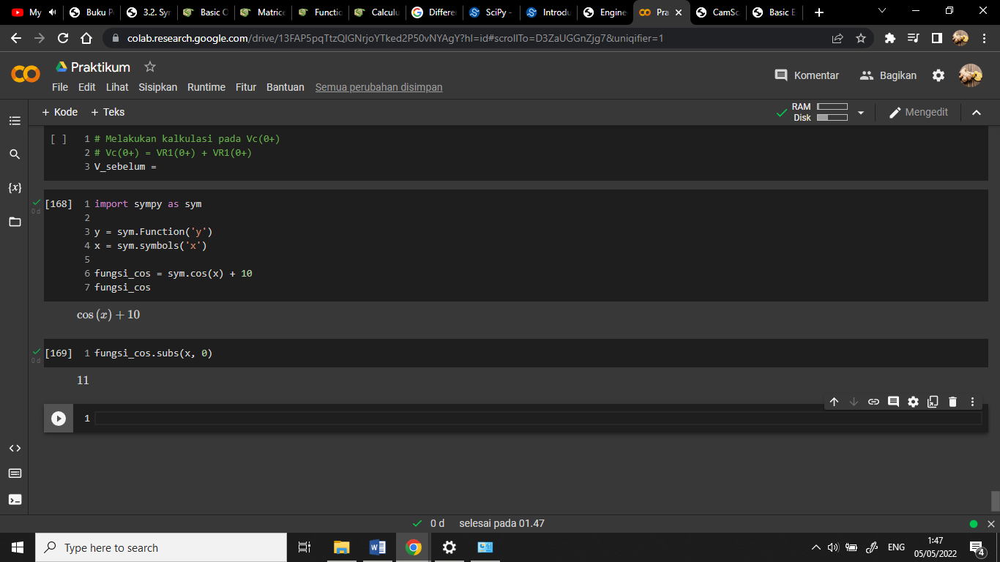 My
Buku P
3.2. Syr
Basic O
Matrice
Functio
Calculu
Differe
SciPy -
Introdu
Engine
Pra
CamSc
Basic E
colab.research.google.com/drive/13FAP5pqTtzQlGNrjoYTked2P50vNYAgY?hl=id#scrollTo=D3ZaUGGnZjg7&uniqifier=1
Praktikum
File Edit Lihat Sisipkan Runtime Fitur Bantuan Semua perubahan disimpan
Komentar Bagikan
+ Kode + Teks
RAM
Disk
Mengedit
[ ] 1 # Melakukan kalkulasi pada Vc(0+)
2 # Vc(0+) = VR1(0+) + VR1(0+)
3 V_sebelum =
[168] 1 import sympy as sym
0 d
2
3 y = sym.Function('y')
4 x = sym.symbols('x')
5
6 fungsi_cos = sym.cos(x) + 10
7 fungsi_cos
cos (x) + 10
[169] 1 fungsi_cos.subs(x, 0)
0 d
11
1
{x}
0 d selesai pada 01.47
Type here to search
ENG
1:47
05/05/2022
4